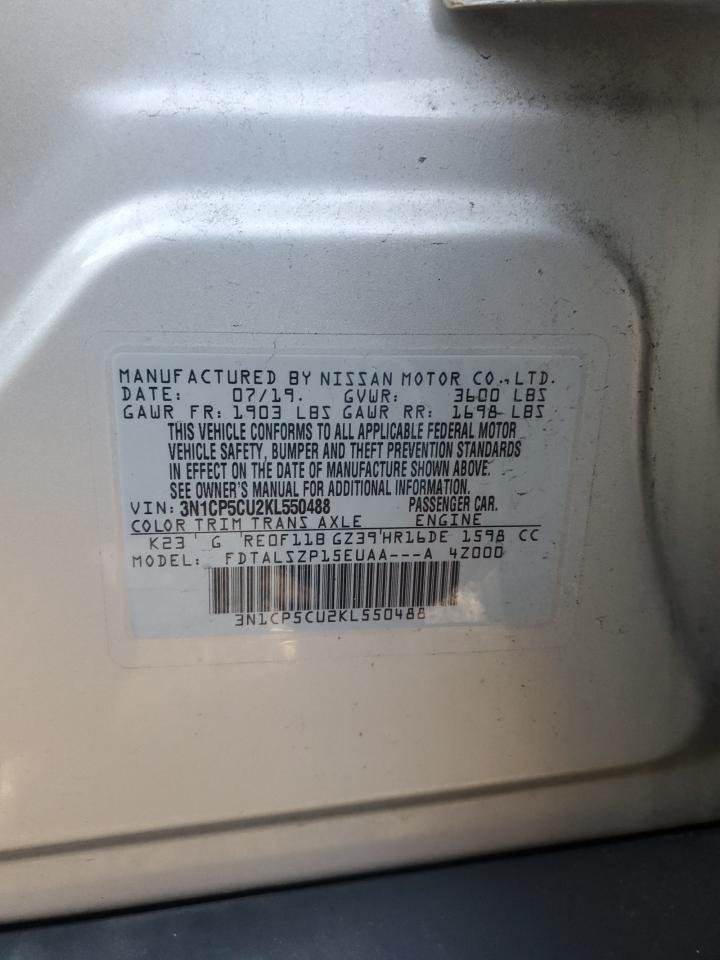 MANUFACTURED BY NISSAN MOTOR CO., LTD.
DATE: 07/19. GVWR: 3600 LBS
GAWR FR: 1903 LBS GAWR RR: 1698 LBS
THIS VEHICLE CONFORMS TO ALL APPLICABLE FEDERAL MOTOR
VEHICLE SAFETY, BUMPER AND THEFT PREVENTION STANDARDS
IN EFFECT ON THE DATE OF MANUFACTURE SHOWN ABOVE.
SEE OWNER'S MANUAL FOR ADDITIONAL INFORMATION.
VIN: 3N1CP5CU2KL550488 PASSENGER CAR.
COLOR TRIM TRANS AXLE ENGINE
K23 G RE0F11B GZ39 HR16DE 1598 CC
MODEL: FDTALSZP15EUAA---A 4Z000
3N1CP5CU2KL550488